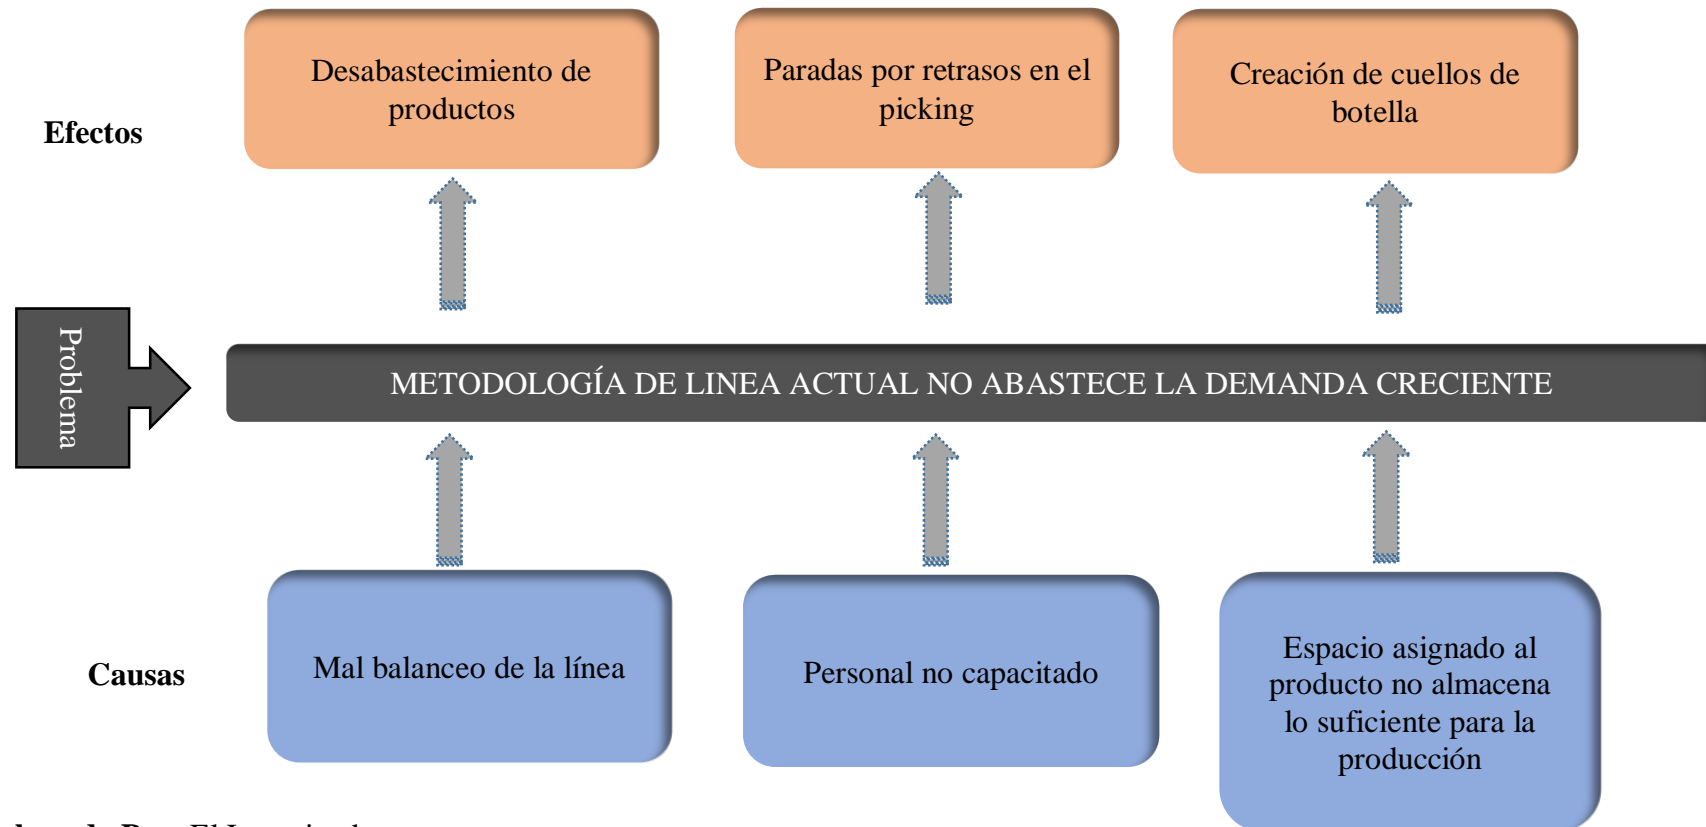 Desabastecimiento de
productos
Paradas por retrasos en el
picking
Creación de cuellos de
botella
Efectos
Problema
METODOLOGÍA DE LINEA ACTUAL NO ABASTECE LA DEMANDA CRECIENTE
Causas
Mal balanceo de la línea
Personal no capacitado
Espacio asignado al
producto no almacena
lo suficiente para la
producción